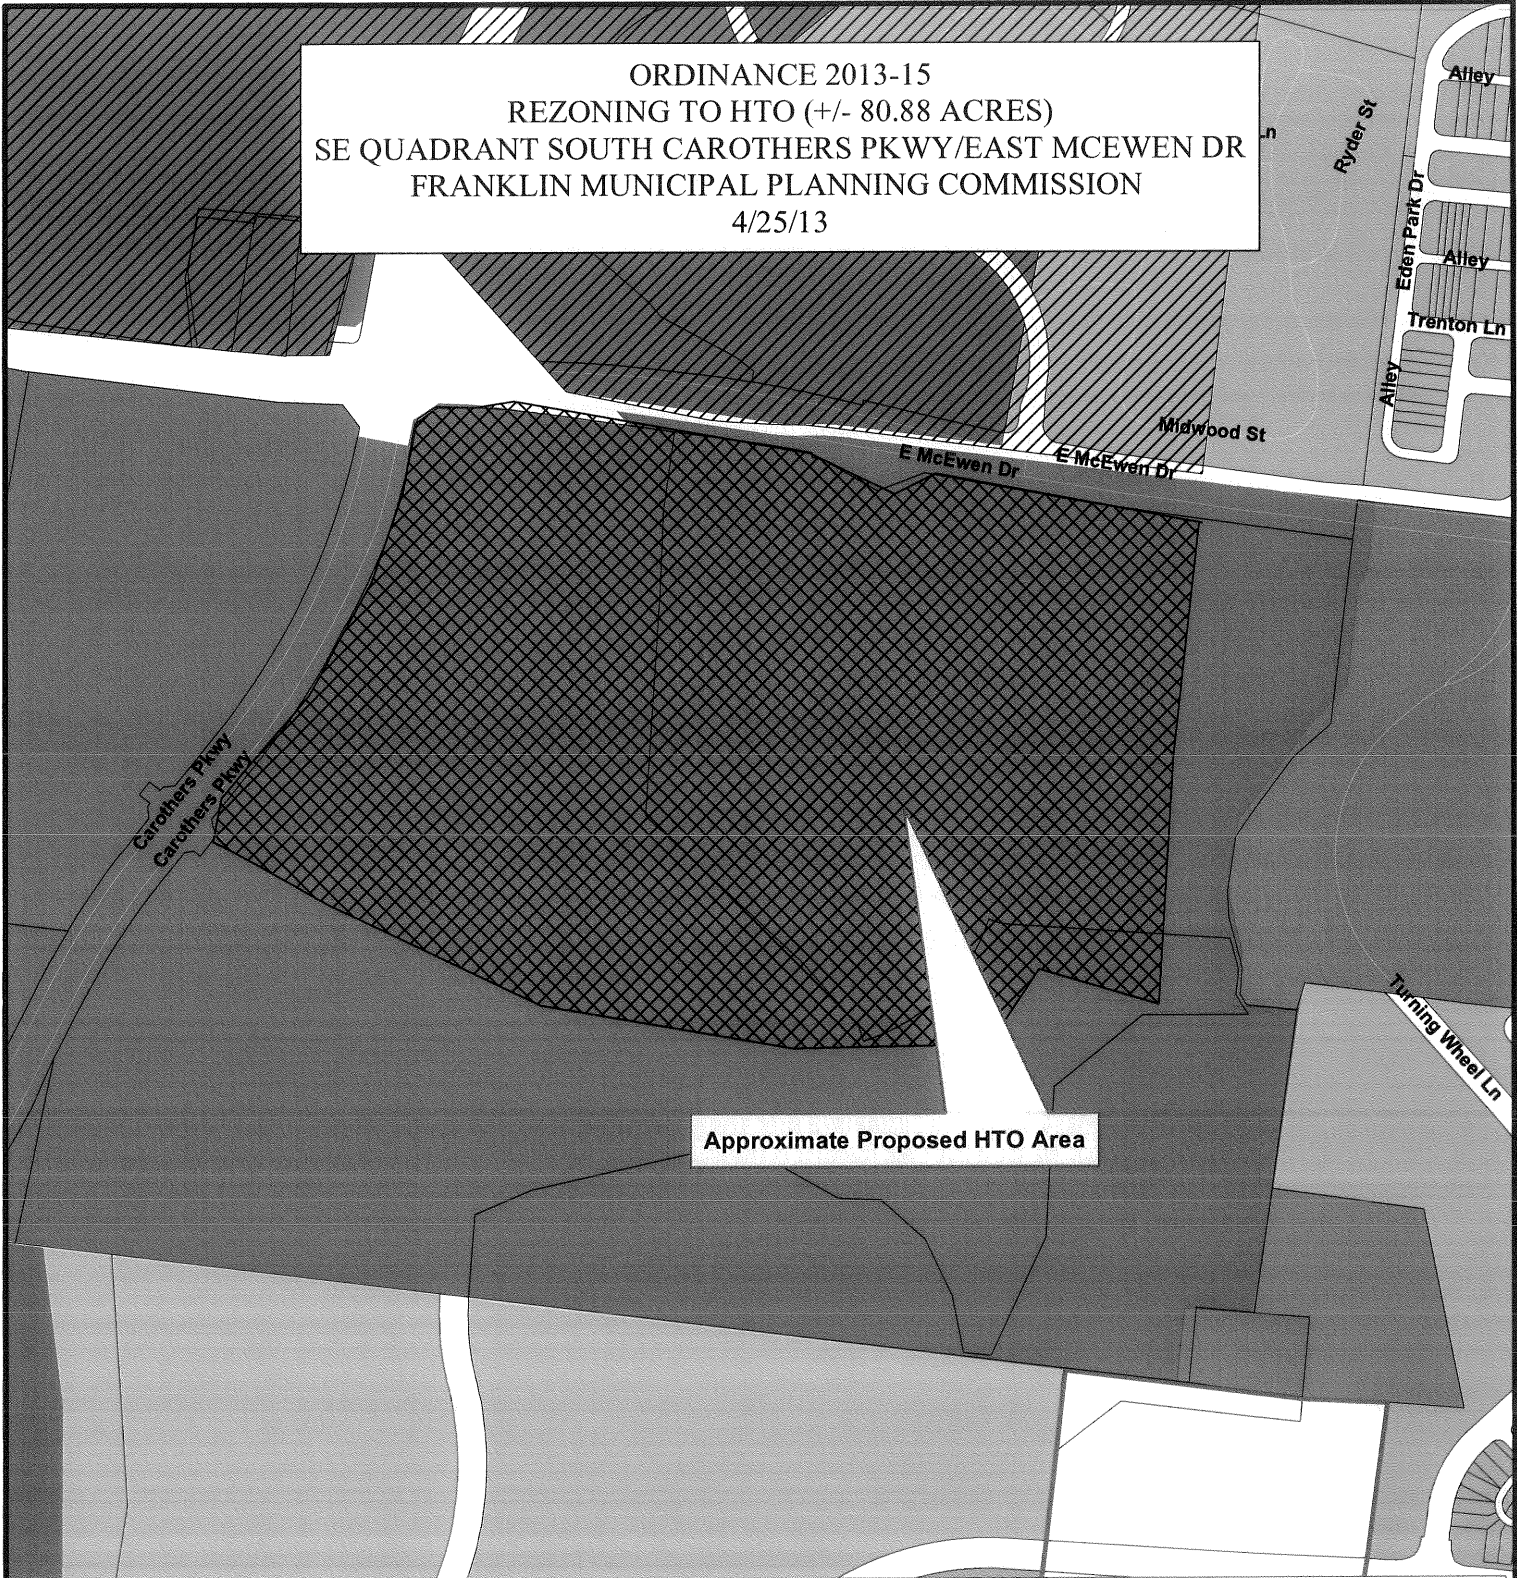 ORDINANCE 2013-15
REZONING TO HTO (+/- 80.88 ACRES)
SE QUADRANT SOUTH CAROTHERS PKWY/EAST MCEWEN DR
FRANKLIN MUNICIPAL PLANNING COMMISSION
4/25/13
Alley
Ln
Ryder St
Eden Park Dr
Alley
Trenton Ln
Alley
Midwood St
E McEwen Dr
E McEwen Dr
Carothers Pkwy
Carothers Pkwy
Turning Wheel Ln
Approximate Proposed HTO Area